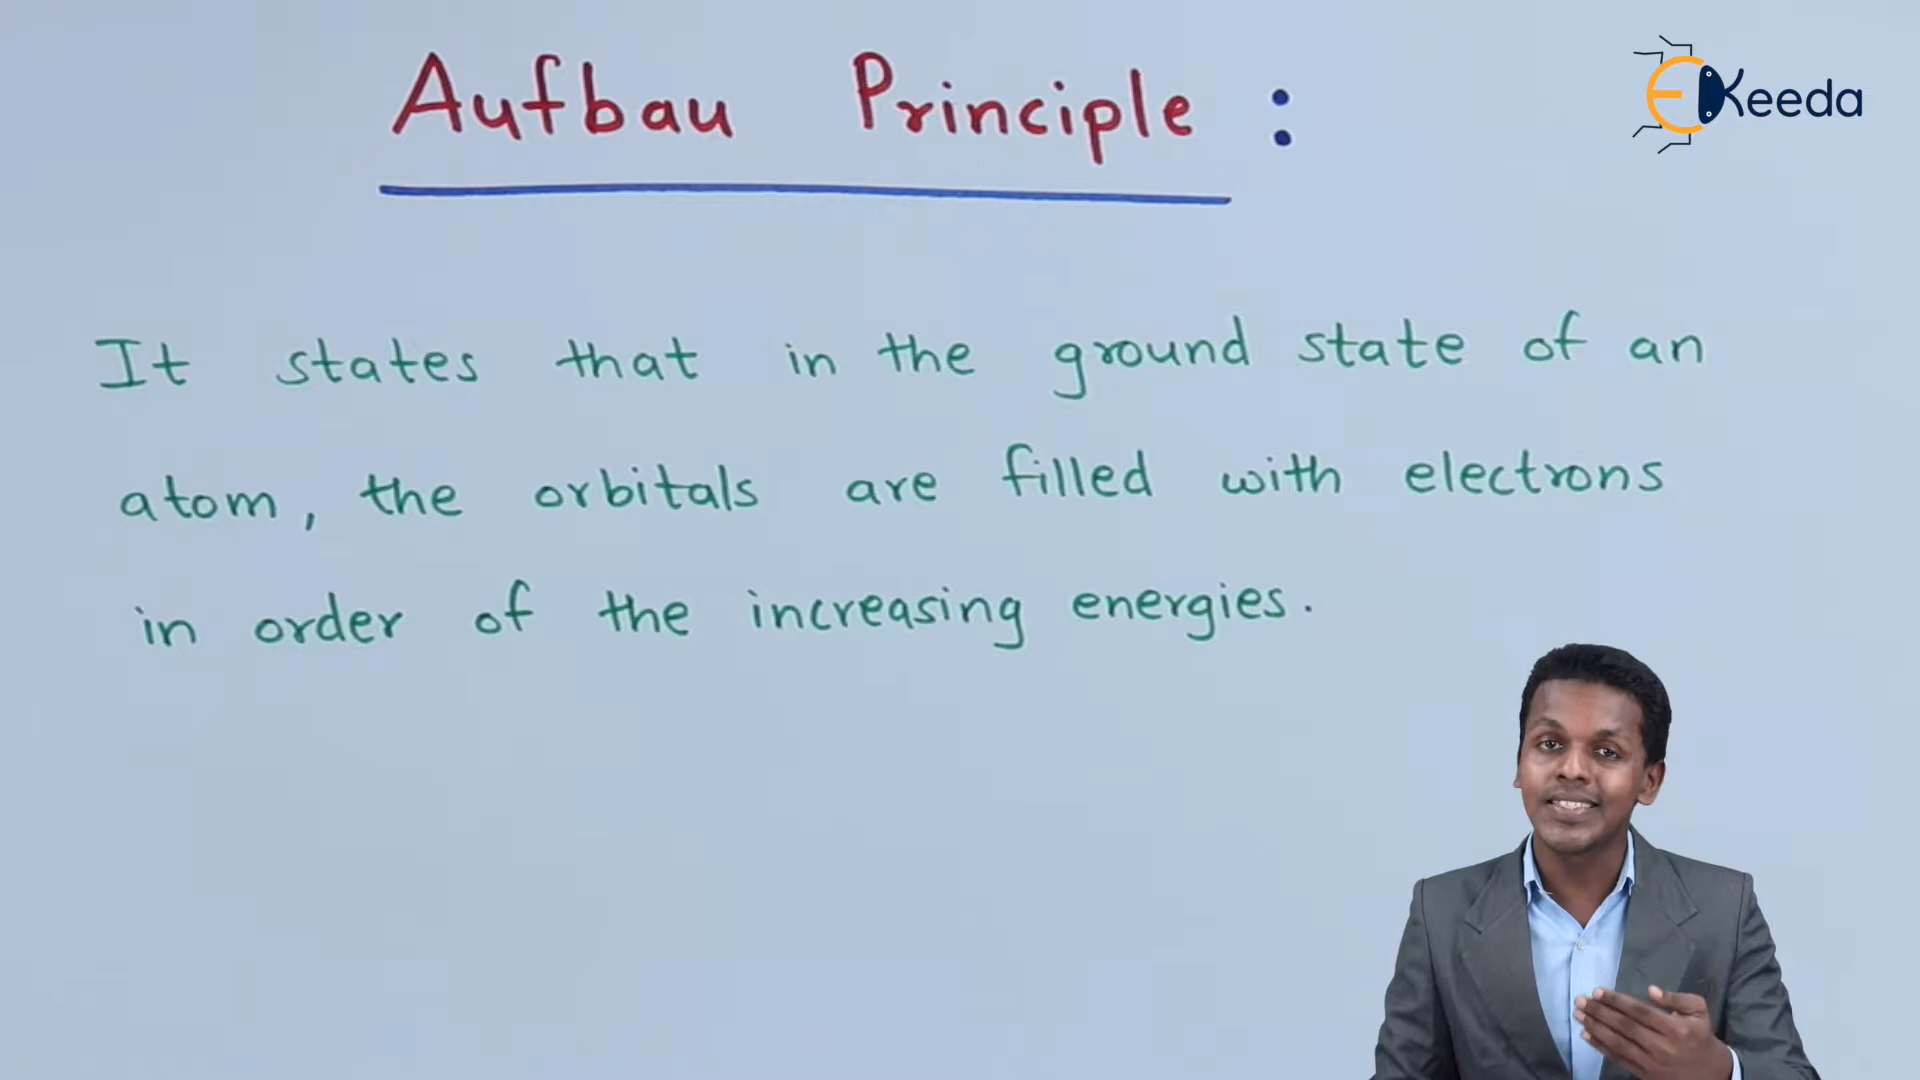 Aufbau Principle :
EKeeda
It states that in the ground state of an
atom, the orbitals are filled with electrons
in order of the increasing energies.